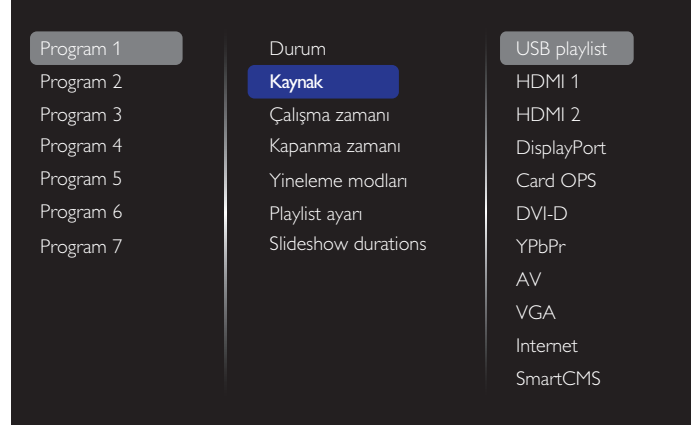 Program 1
Program 2
Program 3
Program 4
Program 5
Program 6
Program 7
Durum
Kaynak
Çalışma zamanı
Kapanma zamanı
Yineleme modları
Playlist ayarı
Slideshow durations
USB playlist
HDMI 1
HDMI 2
DisplayPort
Card OPS
DVI-D
YPbPr
AV
VGA
Internet
SmartCMS